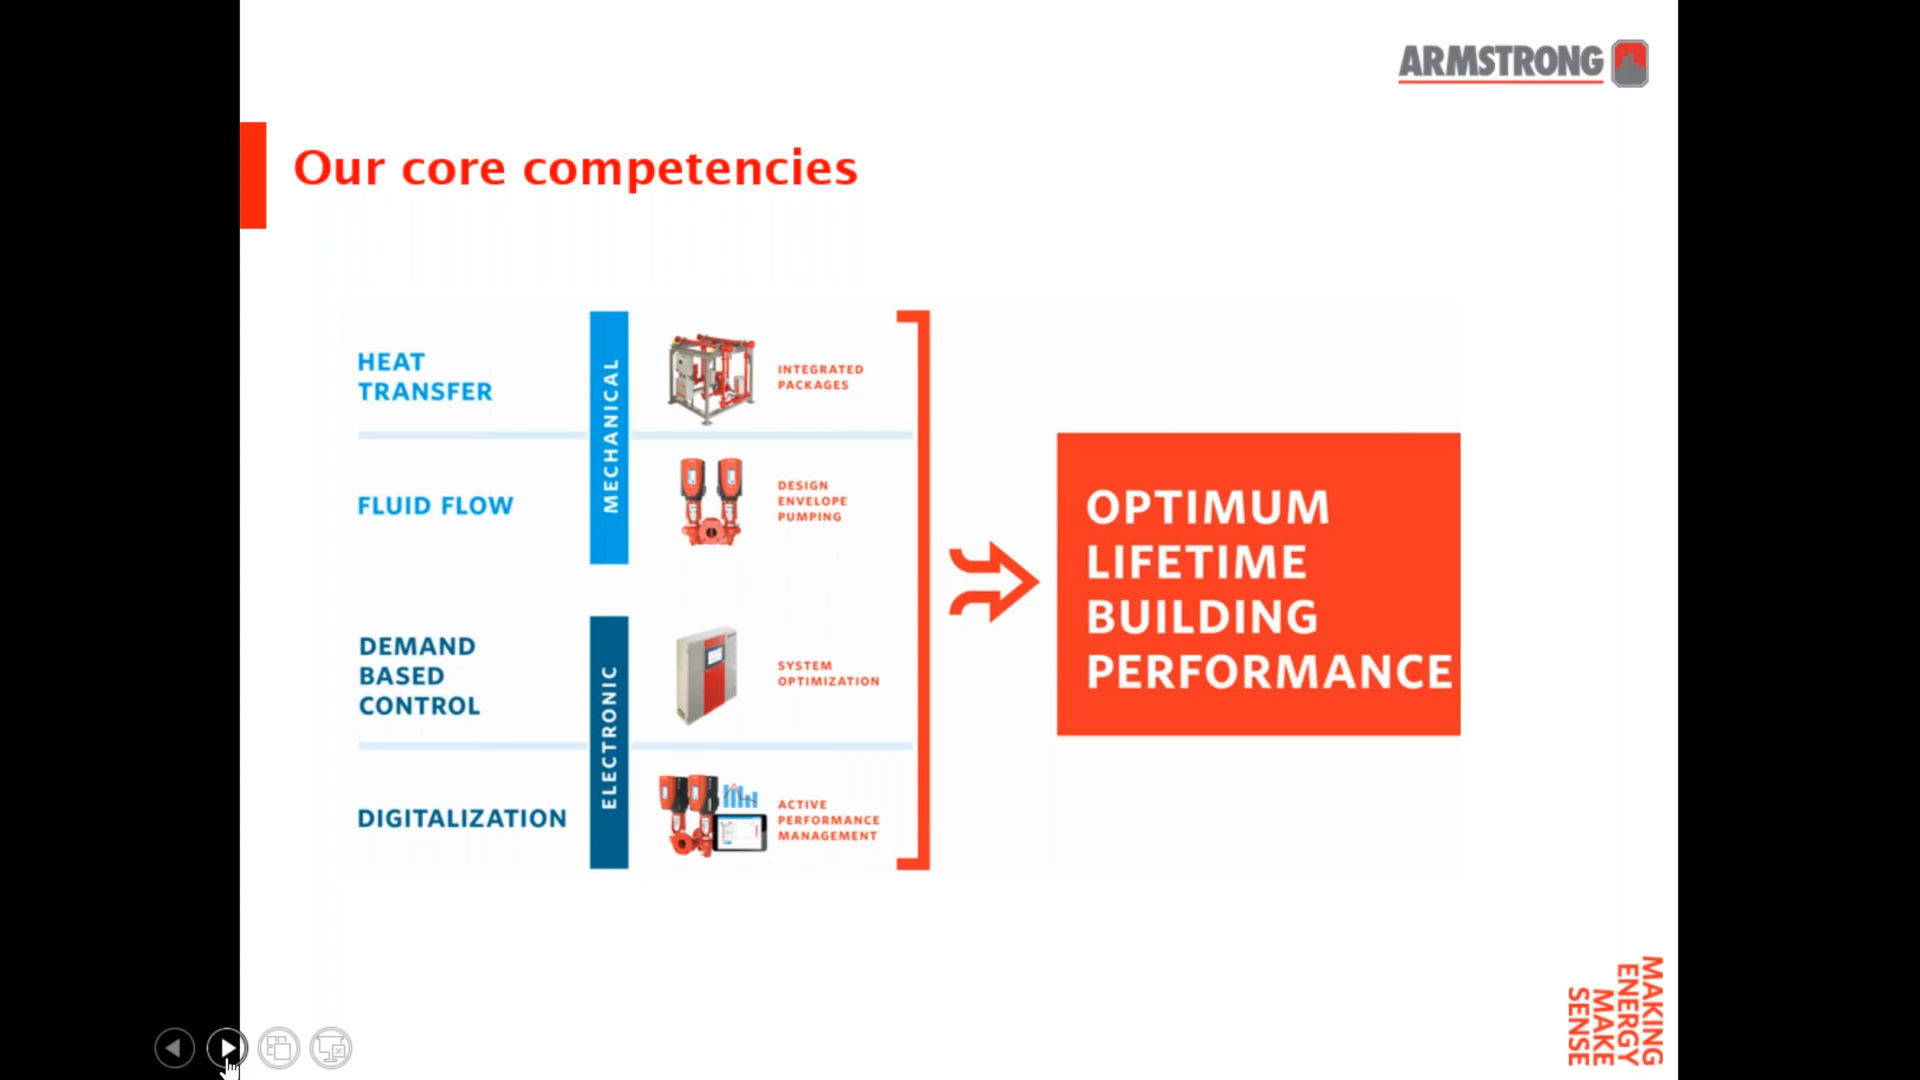 ARMSTRONG
Our core competencies
HEAT
TRANSFER
MECHANICAL
INTEGRATED
PACKAGES
FLUID FLOW
DESIGN
ENVELOPE
PUMPING
DEMAND
BASED
CONTROL
ELECTRONIC
SYSTEM
OPTIMIZATION
DIGITALIZATION
ACTIVE
PERFORMANCE
MANAGEMENT
OPTIMUM
LIFETIME
BUILDING
PERFORMANCE
MAKING
ENERGY
MAKE
SENSE